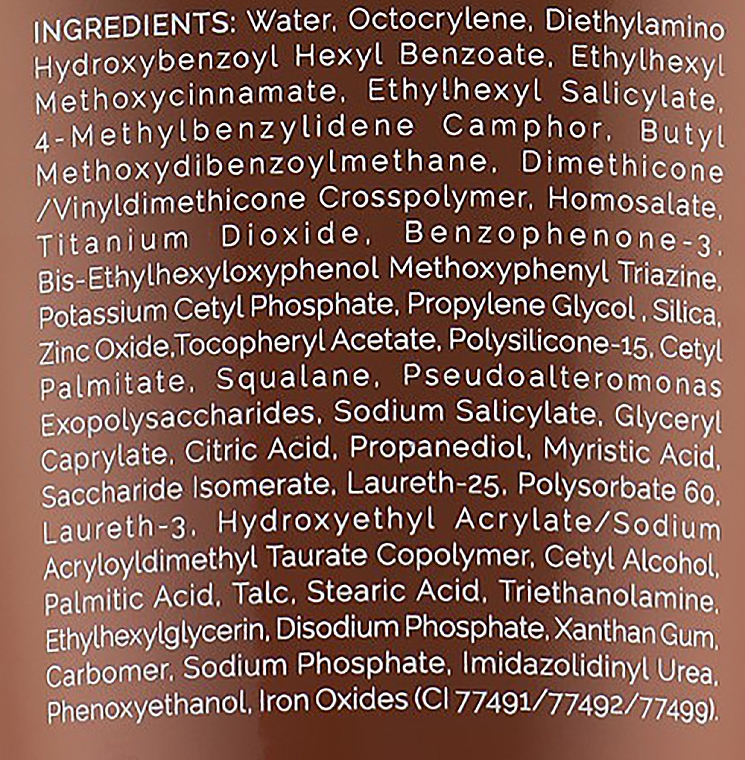 INGREDIENTS: Water, Octocrylene, Diethylamino
Hydroxybenzoyl Hexyl Benzoate, Ethylhexyl
Methoxycinnamate, Ethylhexyl Salicylate,
4-Methylbenzylidene Camphor, Butyl
Methoxydibenzoylmethane, Dimethicone
/Vinyldimethicone Crosspolymer, Homosalate,
Titanium Dioxide, Benzophenone-3,
Bis-Ethylhexyloxyphenol Methoxyphenyl Triazine,
Potassium Cetyl Phosphate, Propylene Glycol , Silica,
Zinc Oxide,Tocopheryl Acetate, Polysilicone-15, Cetyl
Palmitate, Squalane, Pseudoalteromonas
Exopolysaccharides, Sodium Salicylate, Glyceryl
Caprylate, Citric Acid, Propanediol, Myristic Acid,
Saccharide Isomerate, Laureth-25, Polysorbate 60,
Laureth-3, Hydroxyethyl Acrylate/Sodium
Acryloyldimethyl Taurate Copolymer, Cetyl Alcohol,
Palmitic Acid, Talc, Stearic Acid, Triethanolamine,
Ethylhexylglycerin, Disodium Phosphate, Xanthan Gum,
Carbomer, Sodium Phosphate, Imidazolidinyl Urea,
Phenoxyethanol, Iron Oxides (CI 77491/77492/77499).